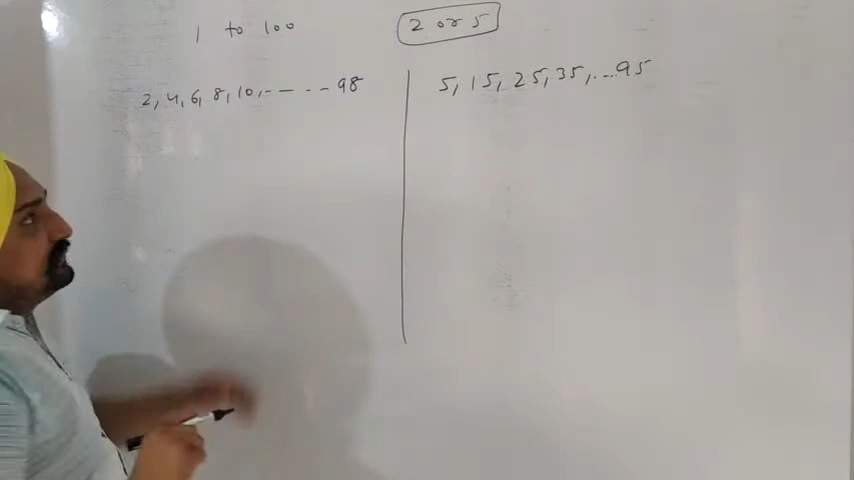 1 to 100
2 or 5
2, 4, 6, 8, 10, - — . . - 98
5, 15, 25, 35, ... 95